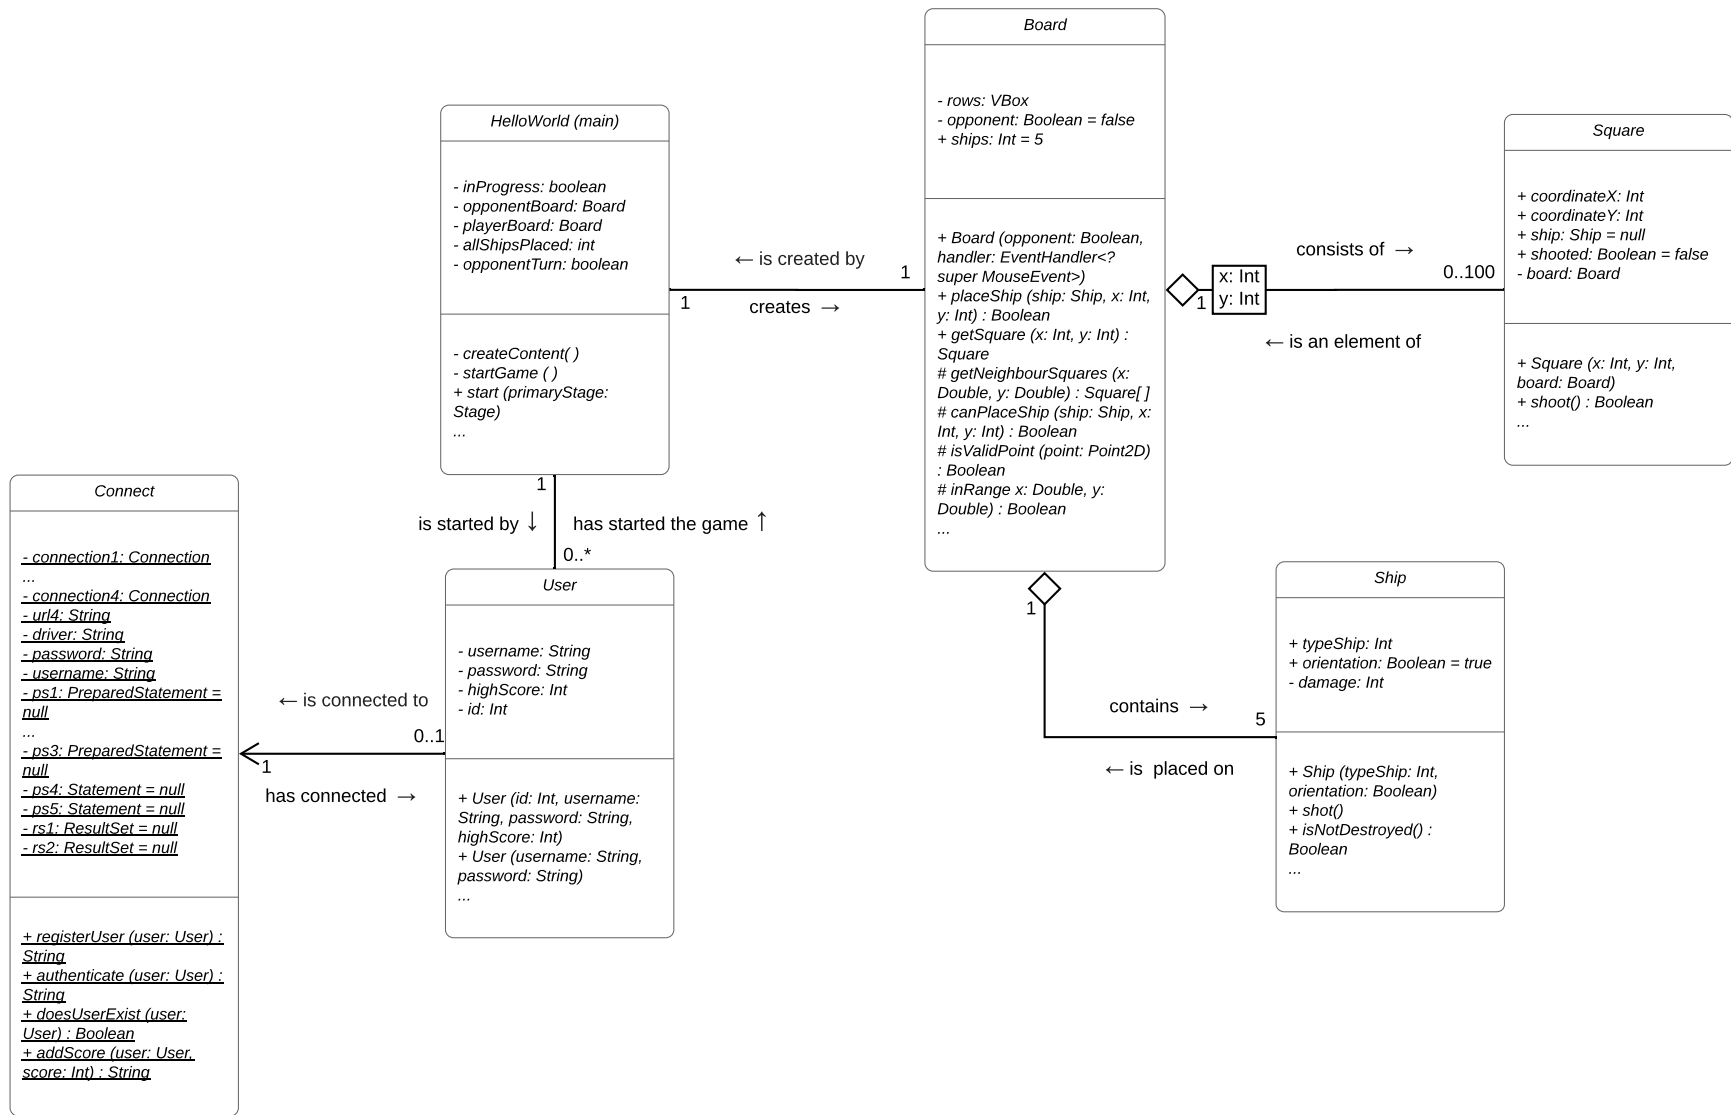 Board
- rows: VBox
- opponent: Boolean = false
+ ships: Int = 5
+ Board (opponent: Boolean,
handler: EventHandler<?
super MouseEvent>)
+ placeShip (ship: Ship, x: Int,
y: Int) : Boolean
+ getSquare (x: Int, y: Int) :
Square
# getNeighbourSquares (x:
Double, y: Double) : Square[ ]
# canPlaceShip (ship: Ship, x:
Int, y: Int) : Boolean
# isValidPoint (point: Point2D)
: Boolean
# inRange x: Double, y:
Double) : Boolean
...
HelloWorld (main)
- inProgress: boolean
- opponentBoard: Board
- playerBoard: Board
- allShipsPlaced: int
- opponentTurn: boolean
- createContent( )
- startGame ( )
+ start (primaryStage:
Stage)
...
← is created by
1
1
creates →
Square
+ coordinateX: Int
+ coordinateY: Int
+ ship: Ship = null
+ shooted: Boolean = false
- board: Board
+ Square (x: Int, y: Int,
board: Board)
+ shoot() : Boolean
...
consists of →
0..100
1
x: Int
y: Int
← is an element of
1
is started by ↓
has started the game ↑
0..*
User
- username: String
- password: String
- highScore: Int
- id: Int
+ User (id: Int, username:
String, password: String,
highScore: Int)
+ User (username: String,
password: String)
...
Connect
- connection1: Connection
...
- connection4: Connection
- url4: String
- driver: String
- password: String
- username: String
- ps1: PreparedStatement =
null
...
- ps3: PreparedStatement =
null
- ps4: Statement = null
- ps5: Statement = null
- rs1: ResultSet = null
- rs2: ResultSet = null
+ registerUser (user: User) :
String
+ authenticate (user: User) :
String
+ doesUserExist (user:
User) : Boolean
+ addScore (user: User,
score: Int) : String
← is connected to
0..1
1
has connected →
1
contains →
5
← is placed on
Ship
+ typeShip: Int
+ orientation: Boolean = true
- damage: Int
+ Ship (typeShip: Int,
orientation: Boolean)
+ shot()
+ isNotDestroyed() :
Boolean
...